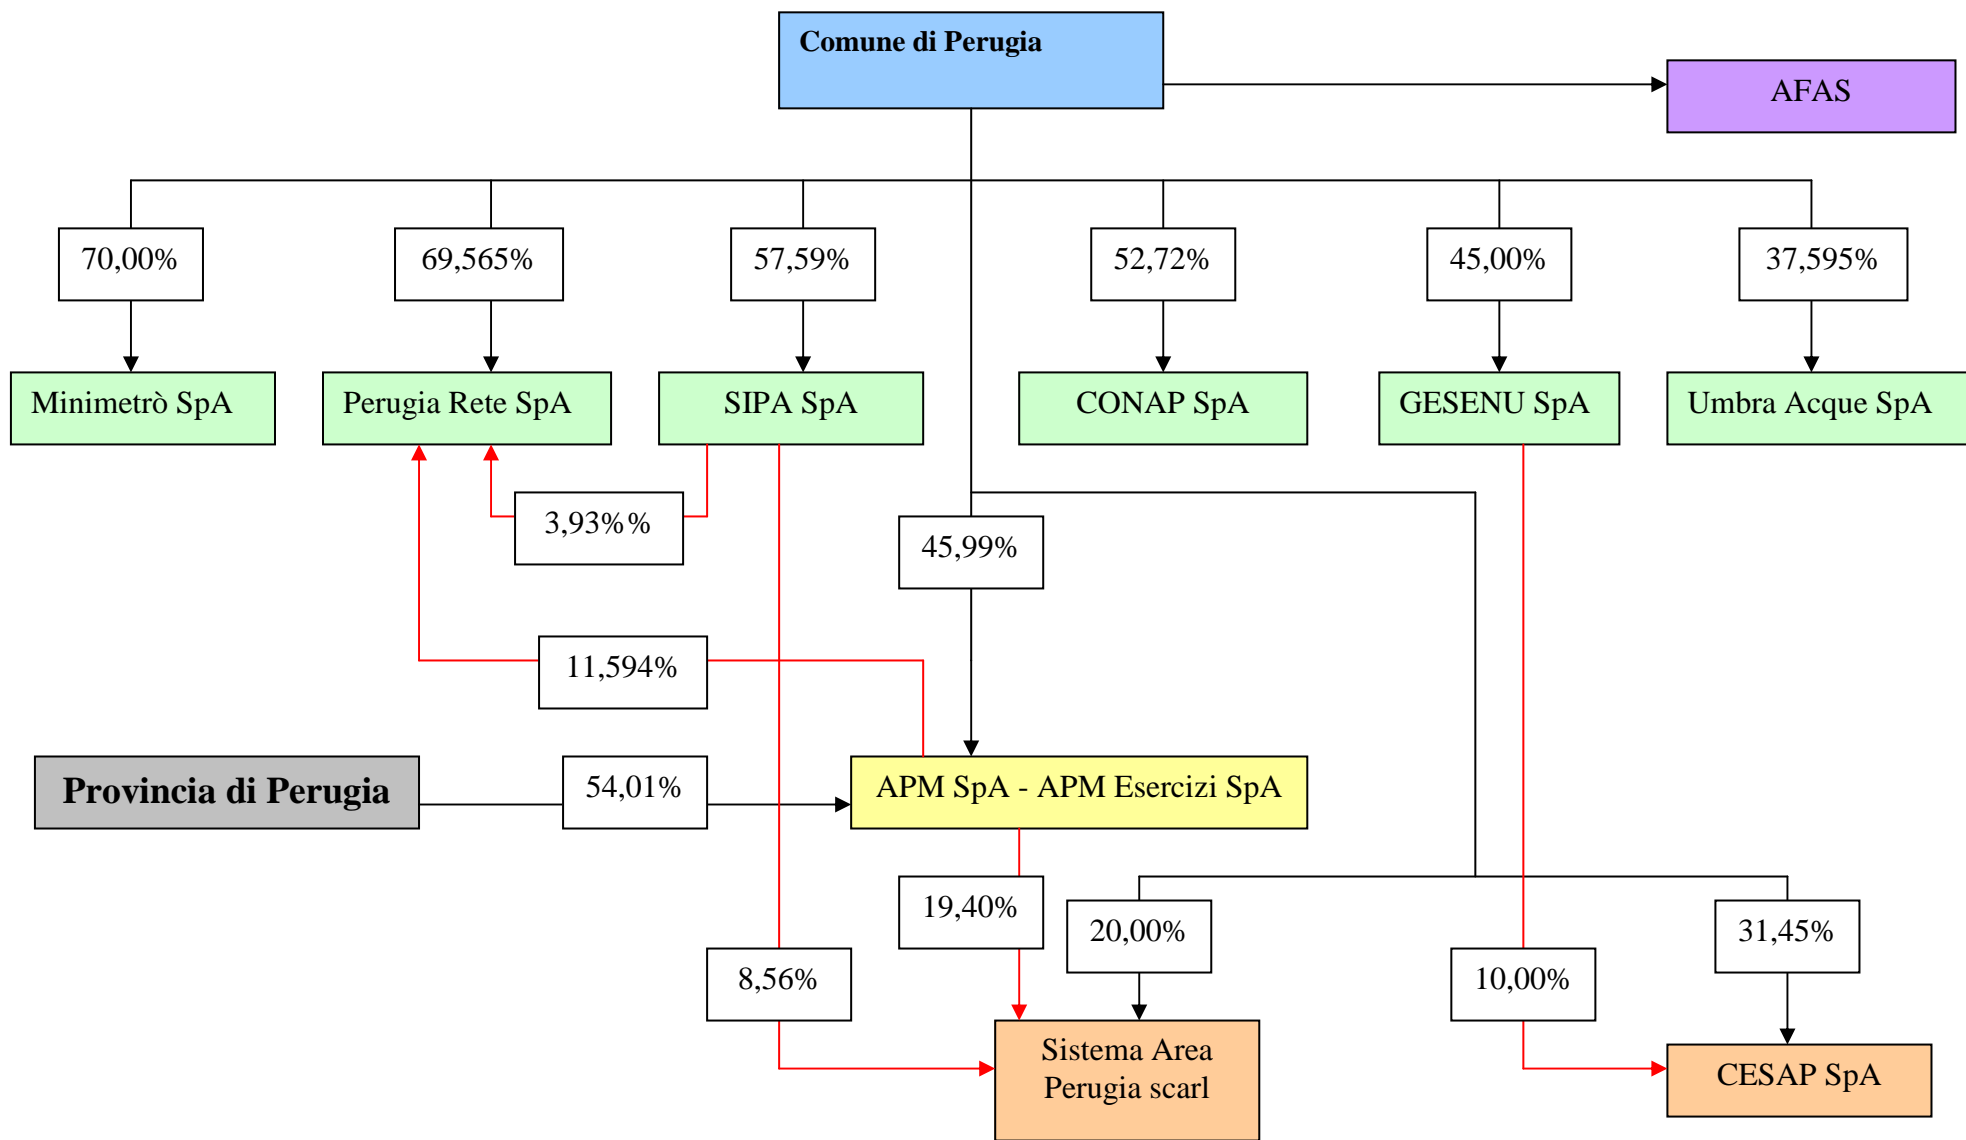 Comune di Perugia
AFAS
70,00%
69,565%
57,59%
52,72%
45,00%
37,595%
Minimetrò SpA
Perugia Rete SpA
SIPA SpA
CONAP SpA
GESENU SpA
Umbra Acque SpA
3,93%%
45,99%
11,594%
Provincia di Perugia
54,01%
APM SpA - APM Esercizi SpA
19,40%
20,00%
31,45%
8,56%
10,00%
Sistema Area
Perugia scarl
CESAP SpA